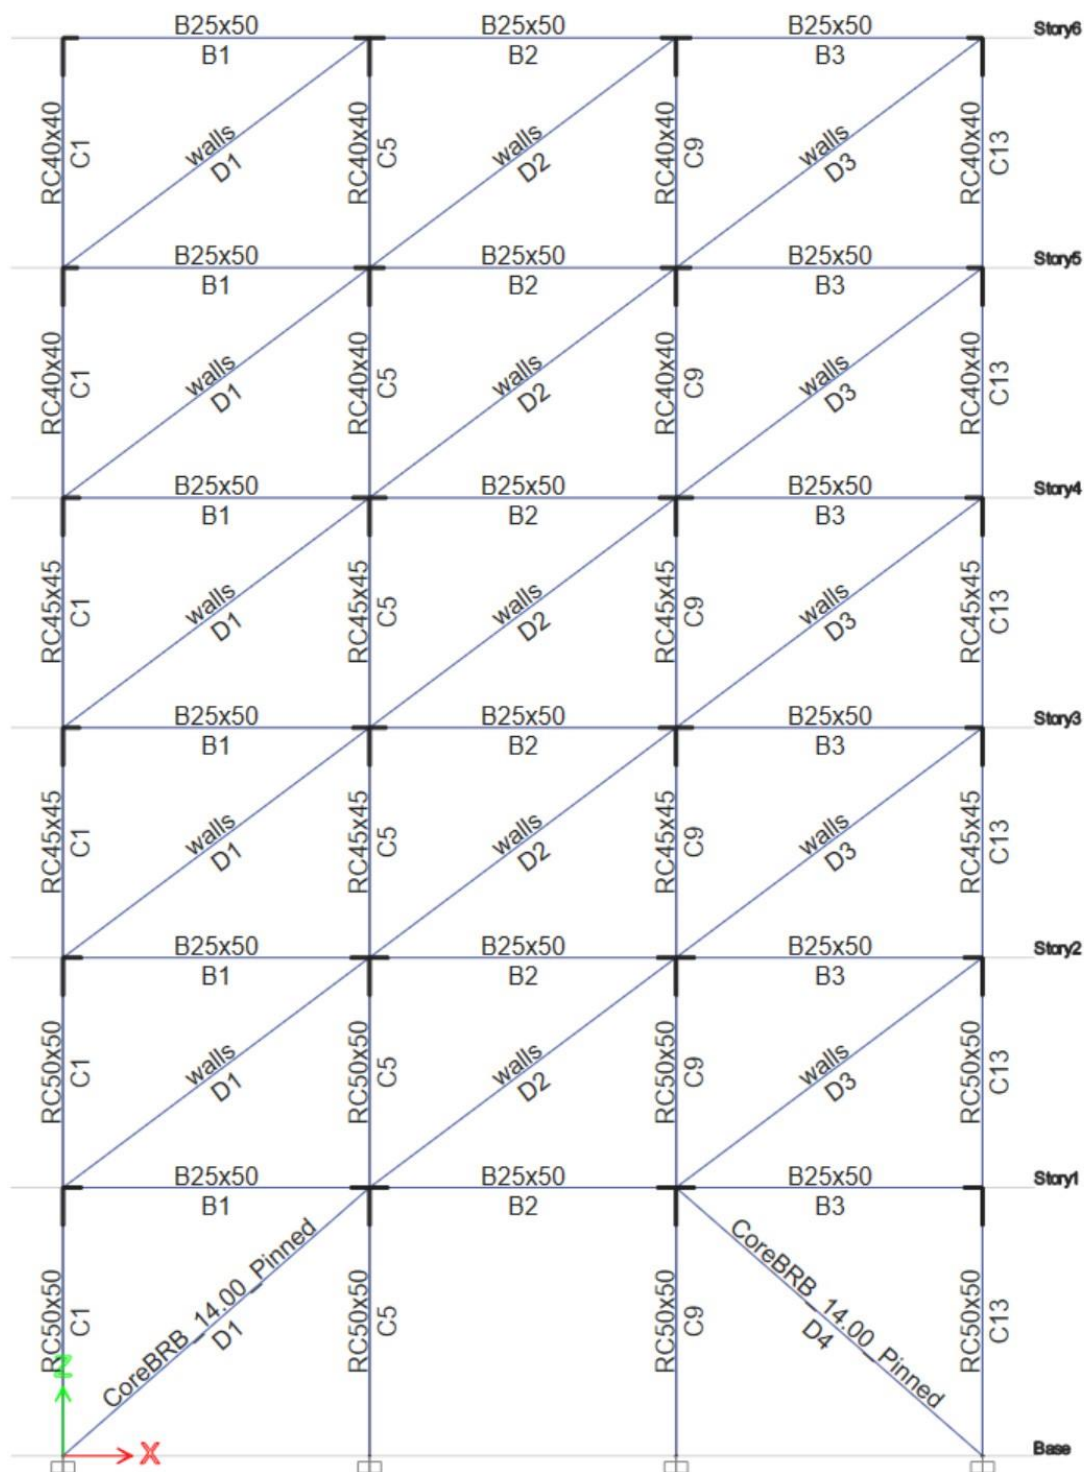 B25x50 B25x50 B25x50 Story6
B1 B2 B3
RC40x40 C1 walls D1 RC40x40 C5 walls D2 RC40x40 C9 walls D3 RC40x40 C13
B25x50 B25x50 B25x50 Story5
B1 B2 B3
RC40x40 C1 walls D1 RC40x40 C5 walls D2 RC40x40 C9 walls D3 RC40x40 C13
B25x50 B25x50 B25x50 Story4
B1 B2 B3
RC45x45 C1 walls D1 RC45x45 C5 walls D2 RC45x45 C9 walls D3 RC45x45 C13
B25x50 B25x50 B25x50 Story3
B1 B2 B3
RC45x45 C1 walls D1 RC45x45 C5 walls D2 RC45x45 C9 walls D3 RC45x45 C13
B25x50 B25x50 B25x50 Story2
B1 B2 B3
RC50x50 C1 walls D1 RC50x50 C5 walls D2 RC50x50 C9 walls D3 RC50x50 C13
B25x50 B25x50 B25x50 Story1
B1 B2 B3
RC50x50 C1 CoreBRB_14.00_Pinned D1 RC50x50 C5 RC50x50 C9 CoreBRB_14.00_Pinned D4 RC50x50 C13
Z
X Base